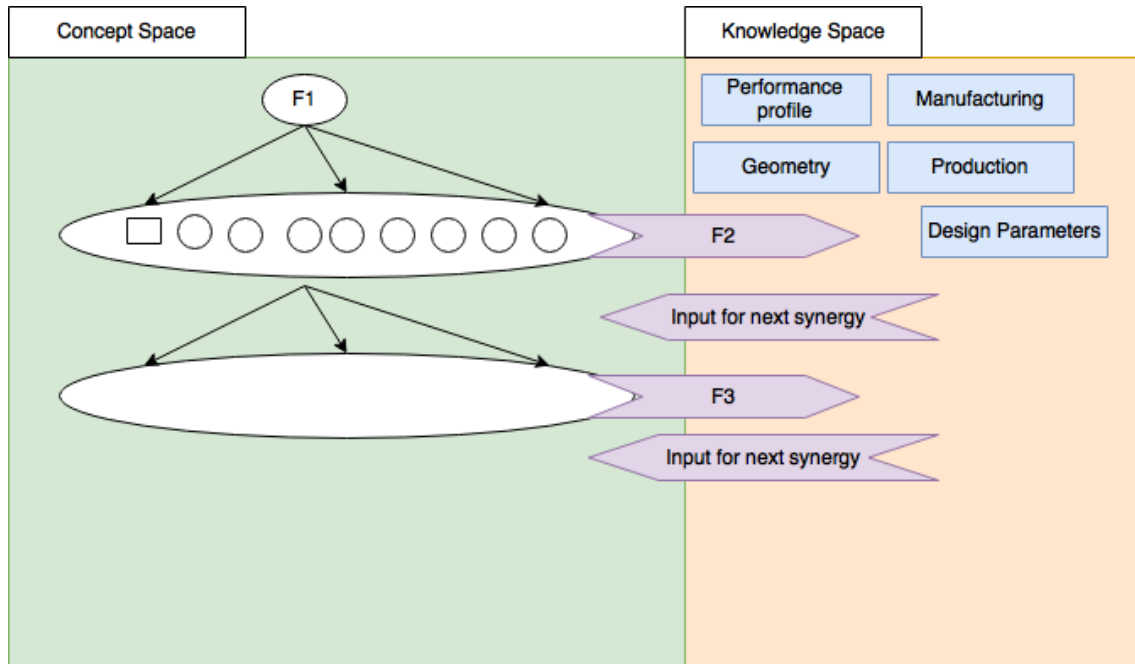 Concept Space
Knowledge Space
F1
Performance
profile
Manufacturing
Geometry
Production
F2
Design Parameters
Input for next synergy
F3
Input for next synergy